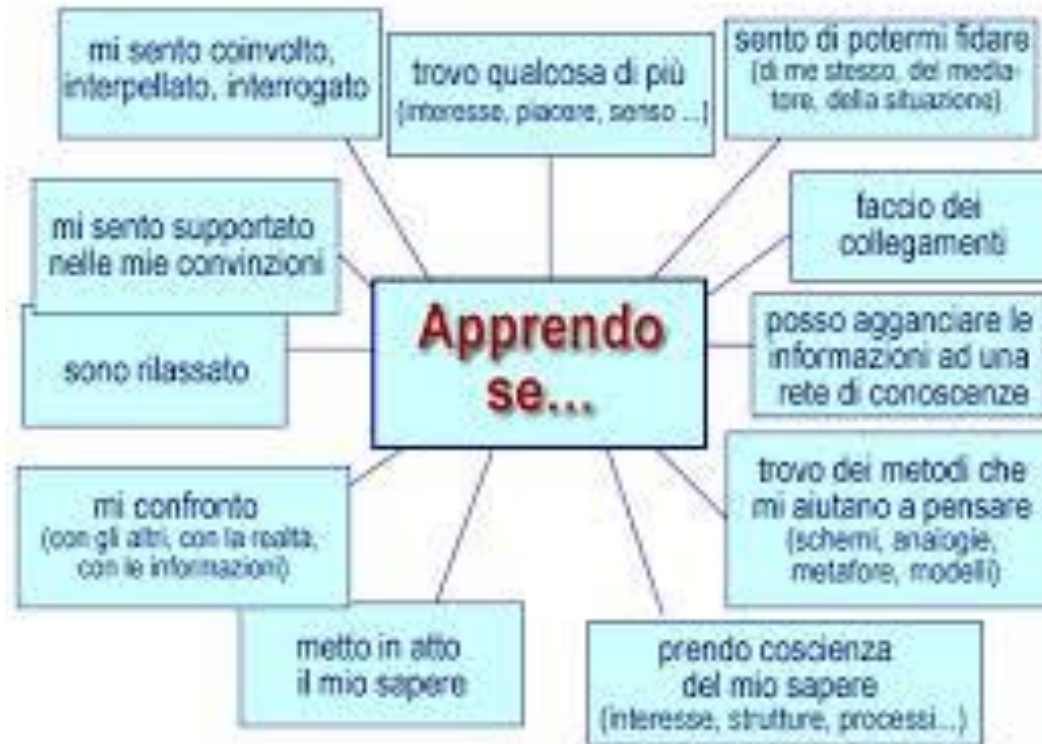 mi sento coinvolto,
interpellato, interrogato
trovo qualcosa di più
(interesse, piacere, senso ...)
sento di potermi fidare
(di me stesso, del media-
tore, della situazione)
mi sento supportato
nelle mie convinzioni
faccio dei
collegamenti
Apprendo
se...
sono rilassato
posso agganciare le
informazioni ad una
rete di conoscenze
mi confronto
(con gli altri, con la realtà,
con le informazioni)
trovo dei metodi che
mi aiutano a pensare
(schemi, analogie,
metafore, modelli)
metto in atto
il mio sapere
prendo coscienza
del mio sapere
(interesse, strutture, processi...)